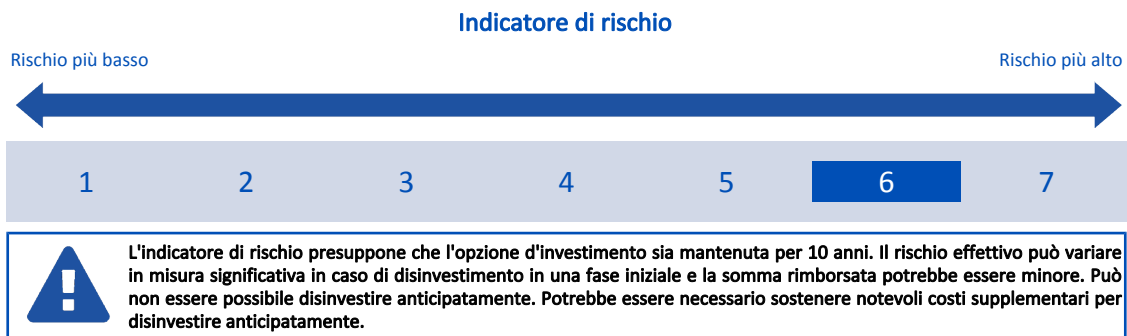 Indicatore di rischio
Rischio più basso
Rischio più alto
1 2 3 4 5 6 7
L'indicatore di rischio presuppone che l'opzione d'investimento sia mantenuta per 10 anni. Il rischio effettivo può variare
in misura significativa in caso di disinvestimento in una fase iniziale e la somma rimborsata potrebbe essere minore. Può
non essere possibile disinvestire anticipatamente. Potrebbe essere necessario sostenere notevoli costi supplementari per
disinvestire anticipatamente.